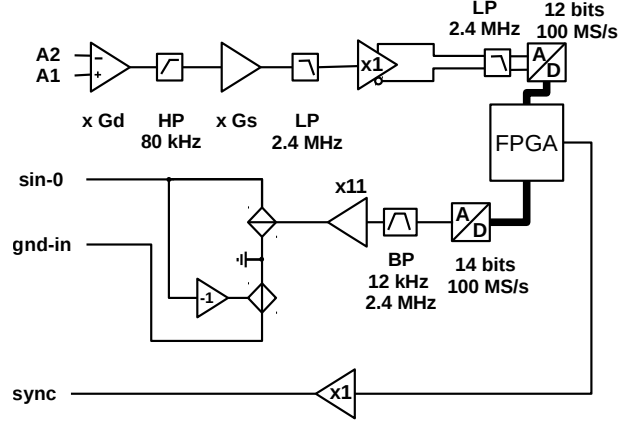 LP
2.4 MHz
12 bits
100 MS/s
A2
A1
−
+
x1
A
D
x Gd
HP
80 kHz
x Gs
LP
2.4 MHz
FPGA
sin-0
x11
A
D
gnd-in
BP
12 kHz
2.4 MHz
14 bits
100 MS/s
-1
sync
x1